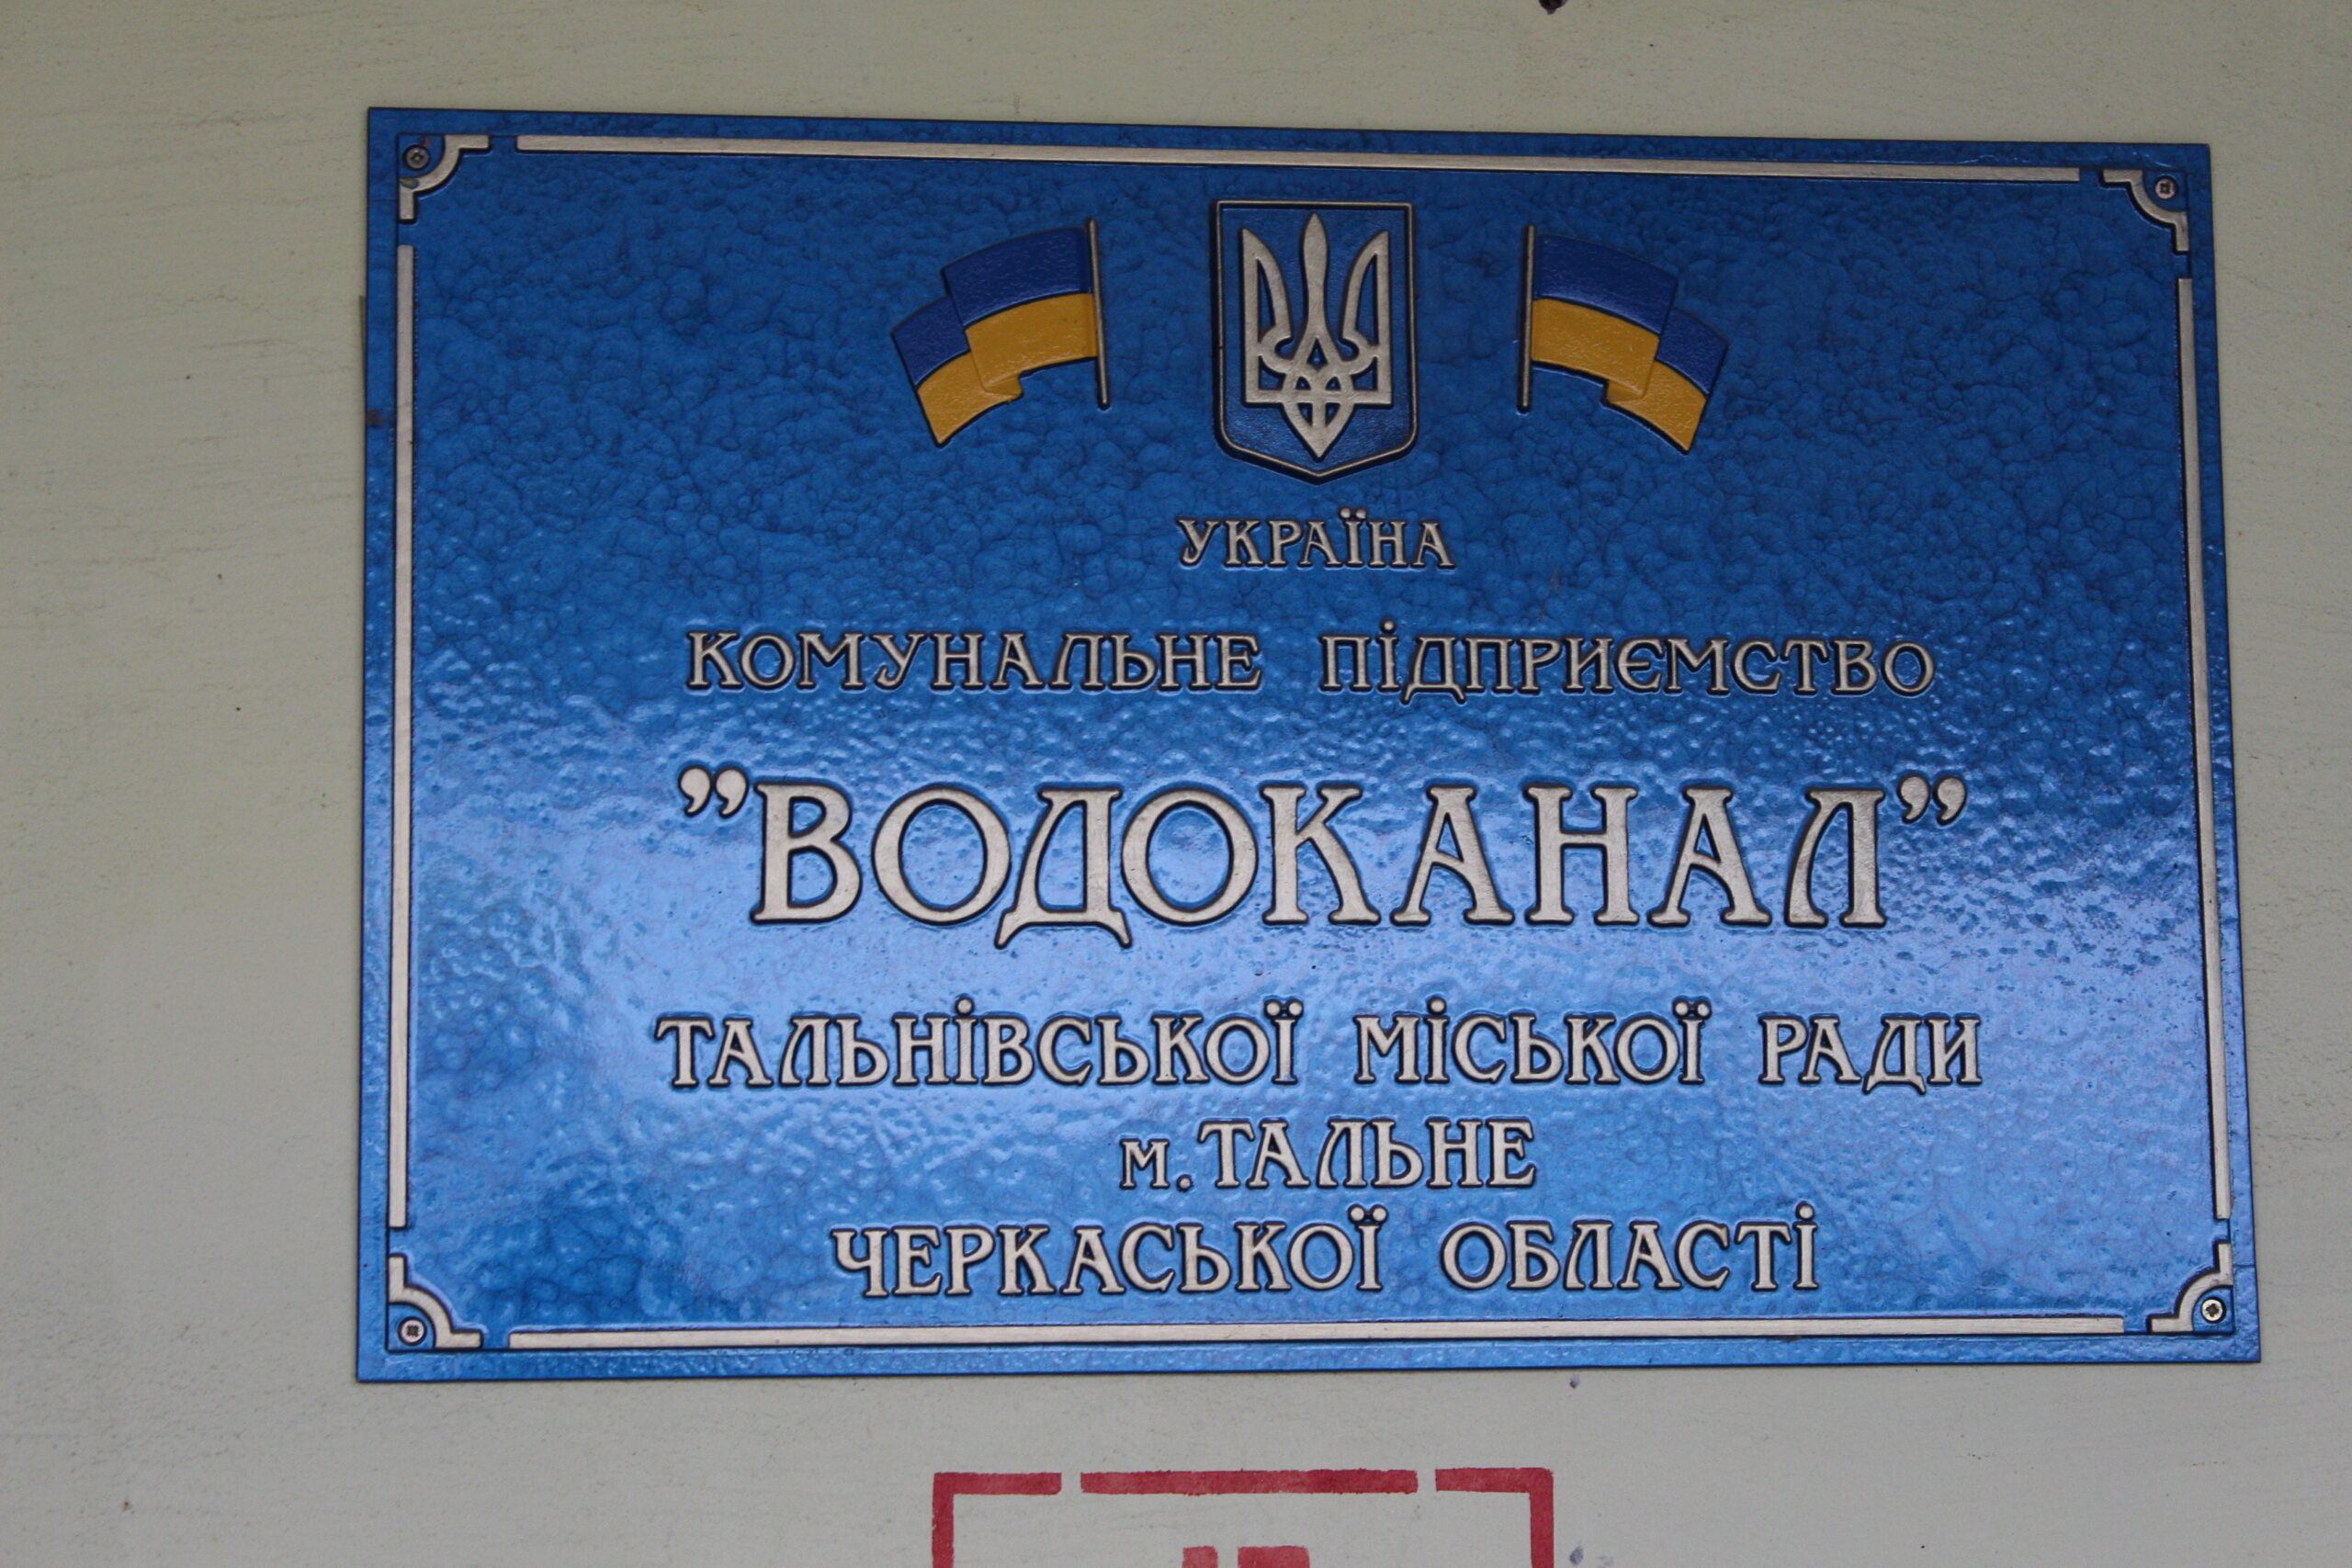 УКРАЇНА
КОМУНАЛЬНЕ ПІДПРИЄМСТВО
"ВОДОКАНАЛ"
ТАЛЬНІВСЬКОЇ МІСЬКОЇ РАДИ
м.ТАЛЬНЕ
ЧЕРКАСЬКОЇ ОБЛАСТІ